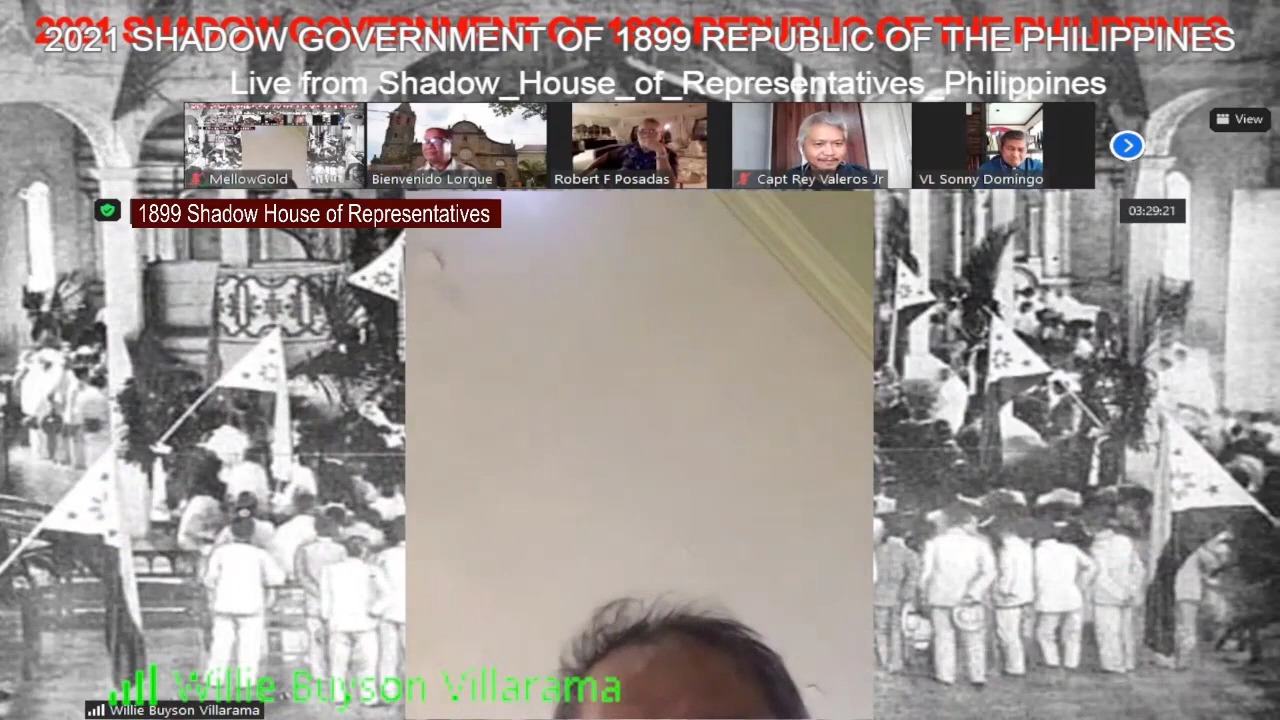 2021 SHADOW GOVERNMENT OF 1899 REPUBLIC OF THE PHILIPPINES
Live from Shadow_House_of_Representatives_Philippines
View
MellowGold
Bienvenido Lorque
Robert F Posadas
Capt Rey Valeros Jr
VL Sonny Domingo
1899 Shadow House of Representatives
03:29:21
Willie Buyson Villarama
Willie Buyson Villarama